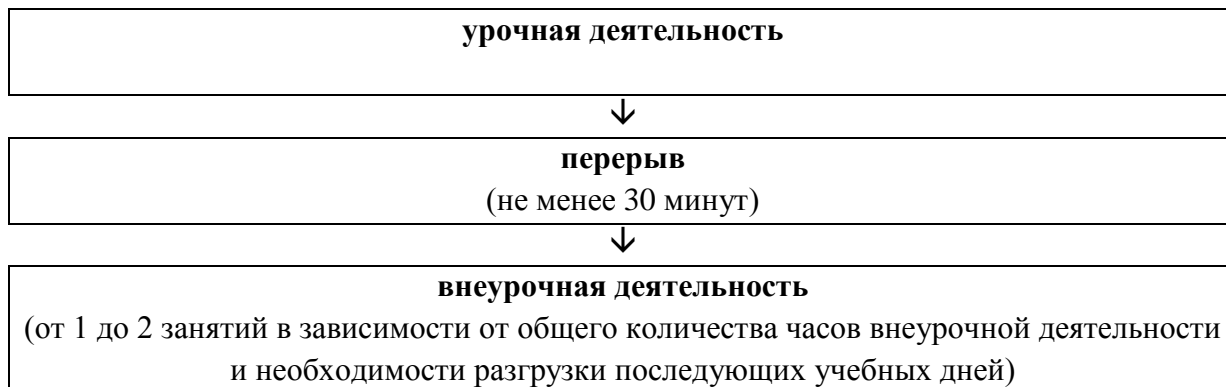 урочная деятельность
перерыв
(не менее 30 минут)
внеурочная деятельность
(от 1 до 2 занятий в зависимости от общего количества часов внеурочной деятельности
и необходимости разгрузки последующих учебных дней)